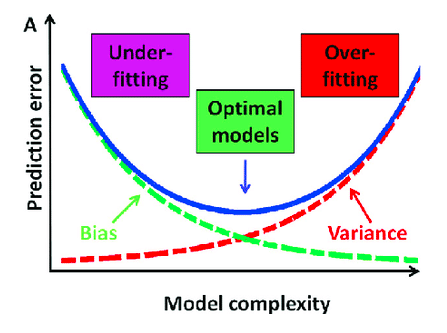 A
Under-
fitting
Over-
fitting
Optimal
models
Prediction error
Bias
Variance
Model complexity